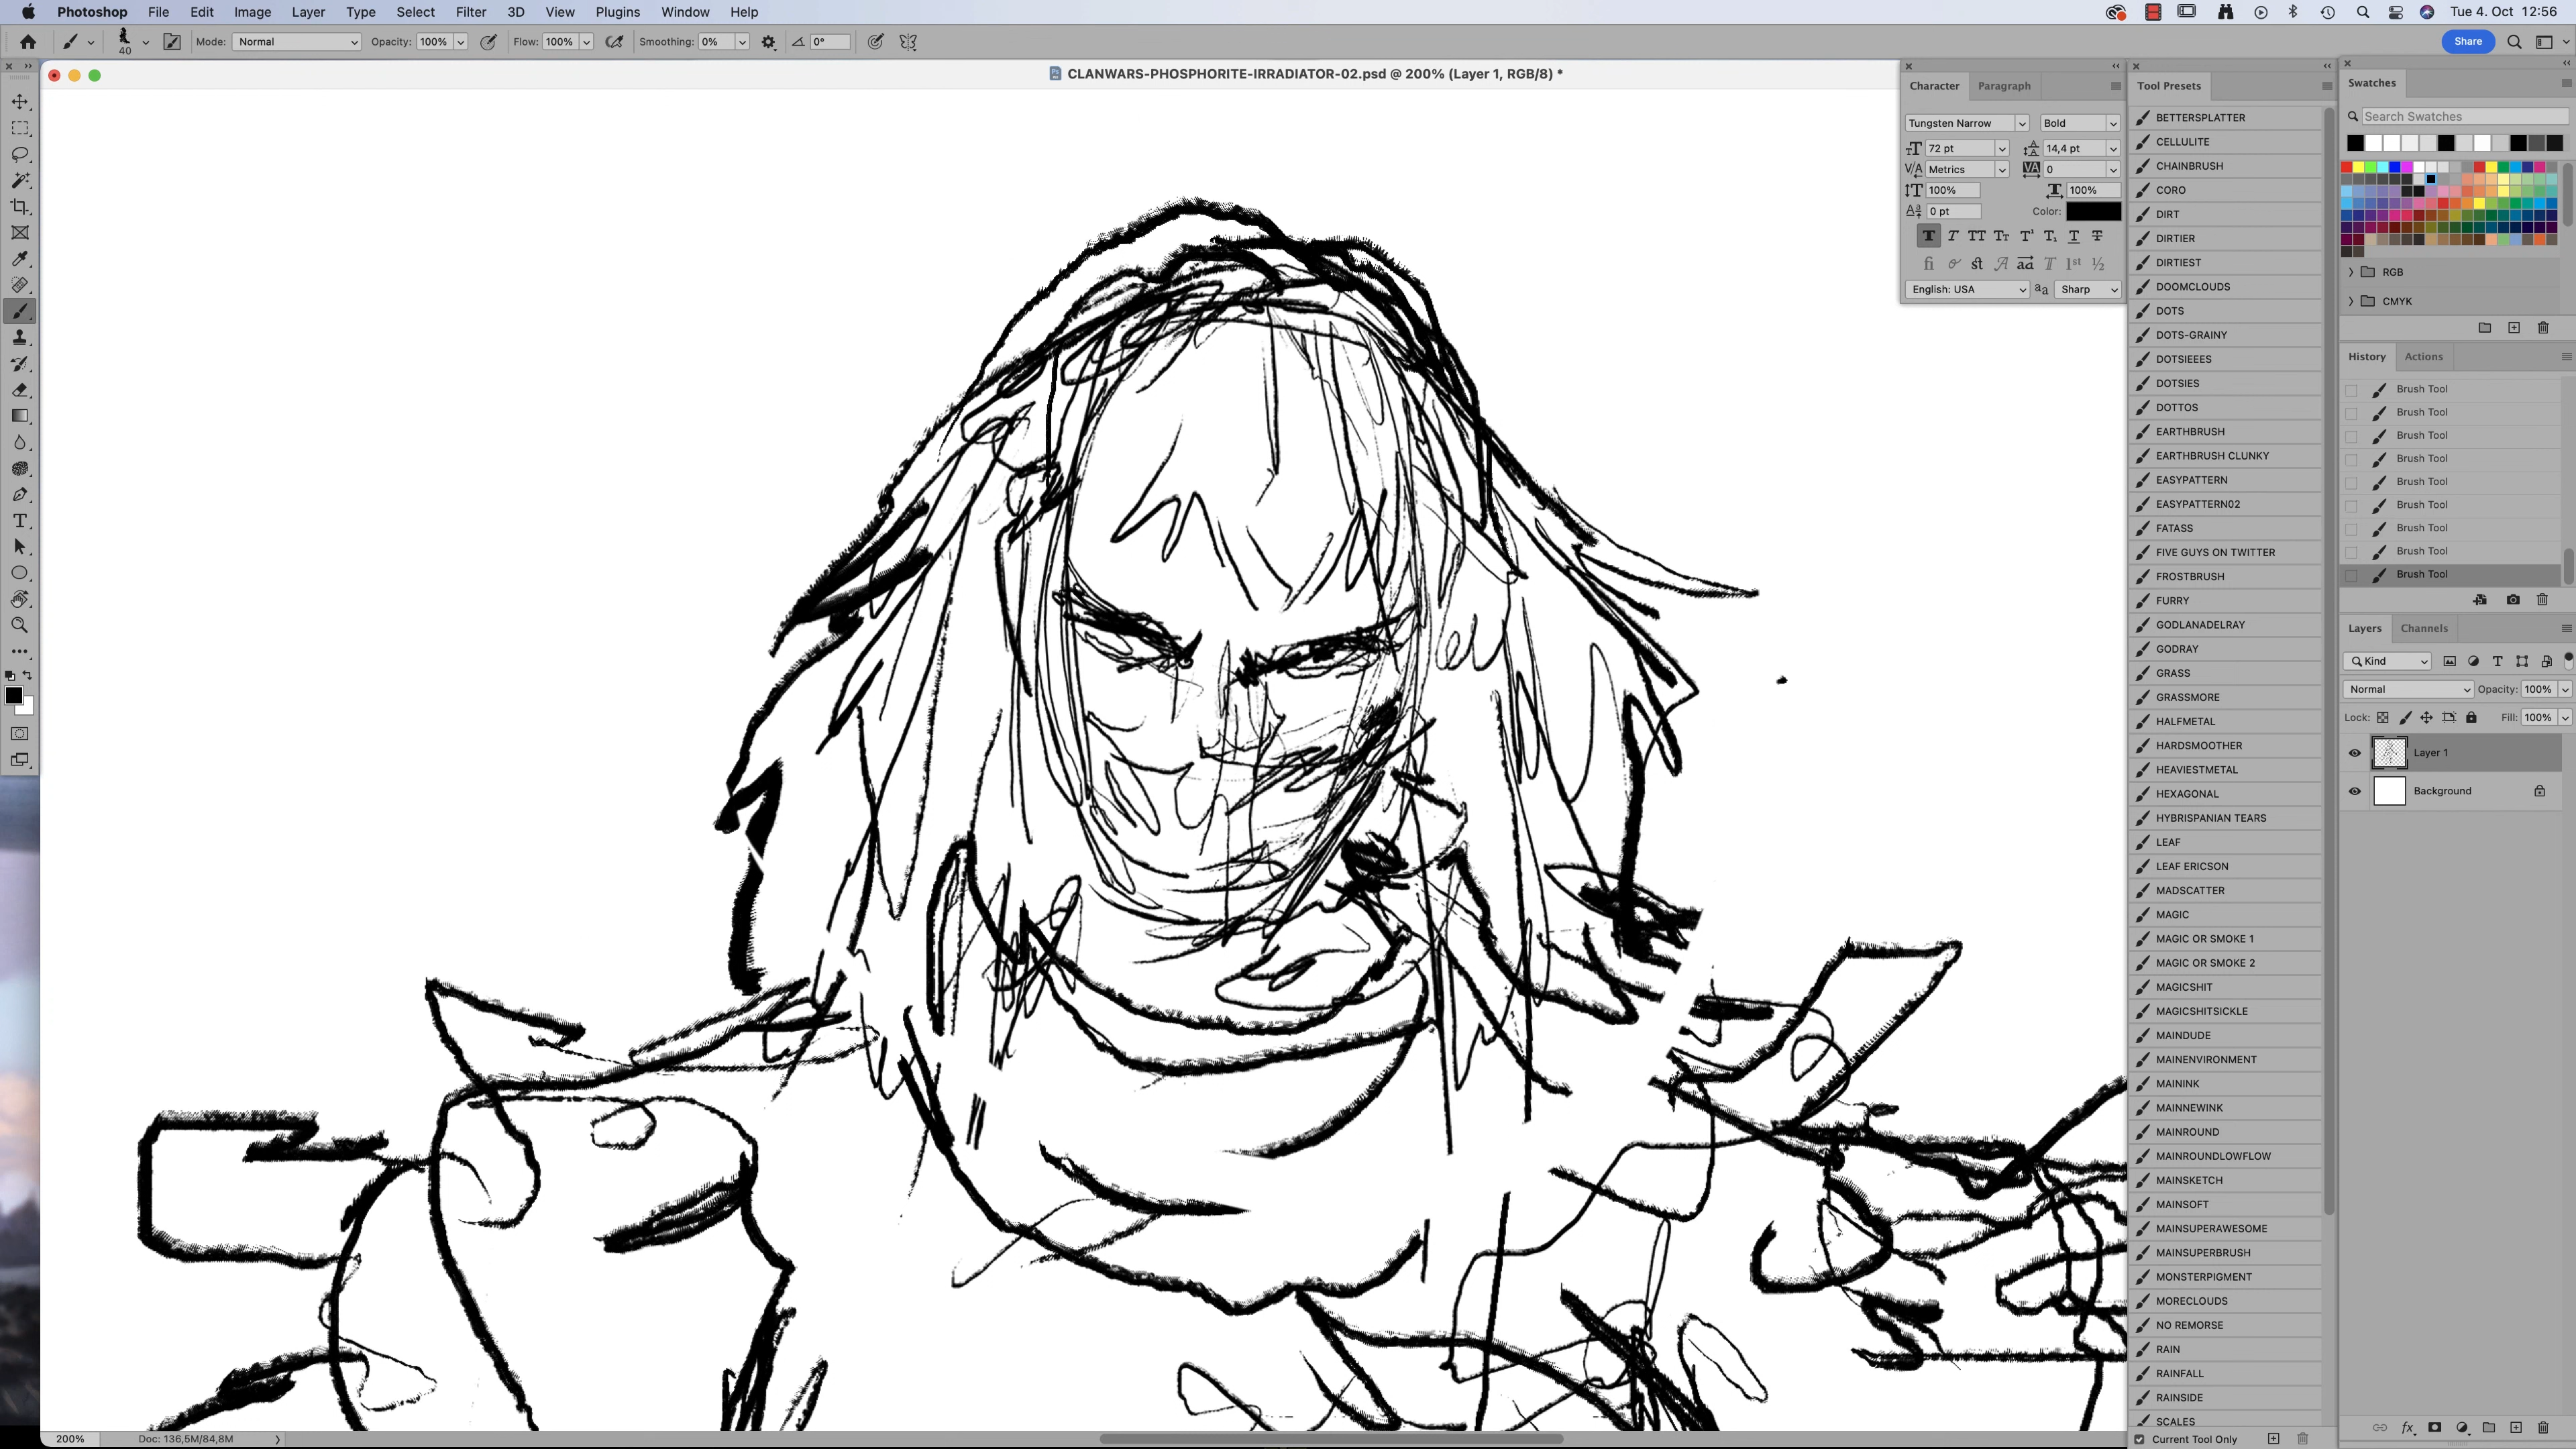 Photoshop File Edit Image Layer Type Select Filter 3D View Plugins Window Help Tue 4. Oct 12:56
40 Mode: Normal Opacity: 100% Flow: 100% Smoothing: 0% 0° Share
CLANWARS-PHOSPHORITE-IRRADIATOR-02.psd @ 200% (Layer 1, RGB/8) *
Character Paragraph
Tungsten Narrow Bold
72 pt 14,4 pt
Metrics 0
100% 100%
0 pt Color:
English: USA Sharp
Tool Presets
BETTERSPLATTER
CELLULITE
CHAINBRUSH
CORO
DIRT
DIRTIER
DIRTIEST
DOOMCLOUDS
DOTS
DOTS-GRAINY
DOTSIEEES
DOTSIES
DOTTOS
EARTHBRUSH
EARTHBRUSH CLUNKY
EASYPATTERN
EASYPATTERN02
FATASS
FIVE GUYS ON TWITTER
FROSTBRUSH
FURRY
GODLANADELRAY
GODRAY
GRASS
GRASSMORE
HALFMETAL
HARDSMOOTHER
HEAVIESTMETAL
HEXAGONAL
HYBRISPANIAN TEARS
LEAF
LEAF ERICSON
MADSCATTER
MAGIC
MAGIC OR SMOKE 1
MAGIC OR SMOKE 2
MAGICSHIT
MAGICSHITSICKLE
MAINDUDE
MAINENVIRONMENT
MAININK
MAINNEWINK
MAINROUND
MAINROUNDLOWFLOW
MAINSKETCH
MAINSOFT
MAINSUPERAWESOME
MAINSUPERBRUSH
MONSTERPIGMENT
MORECLOUDS
NO REMORSE
RAIN
RAINFALL
RAINSIDE
SCALES
Current Tool Only
Swatches
Search Swatches
RGB
CMYK
History Actions
Brush Tool
Brush Tool
Brush Tool
Brush Tool
Brush Tool
Brush Tool
Brush Tool
Brush Tool
Brush Tool
Layers Channels
Kind
Normal Opacity: 100%
Lock: Fill: 100%
Layer 1
Background
200% Doc: 136,5M/84,8M